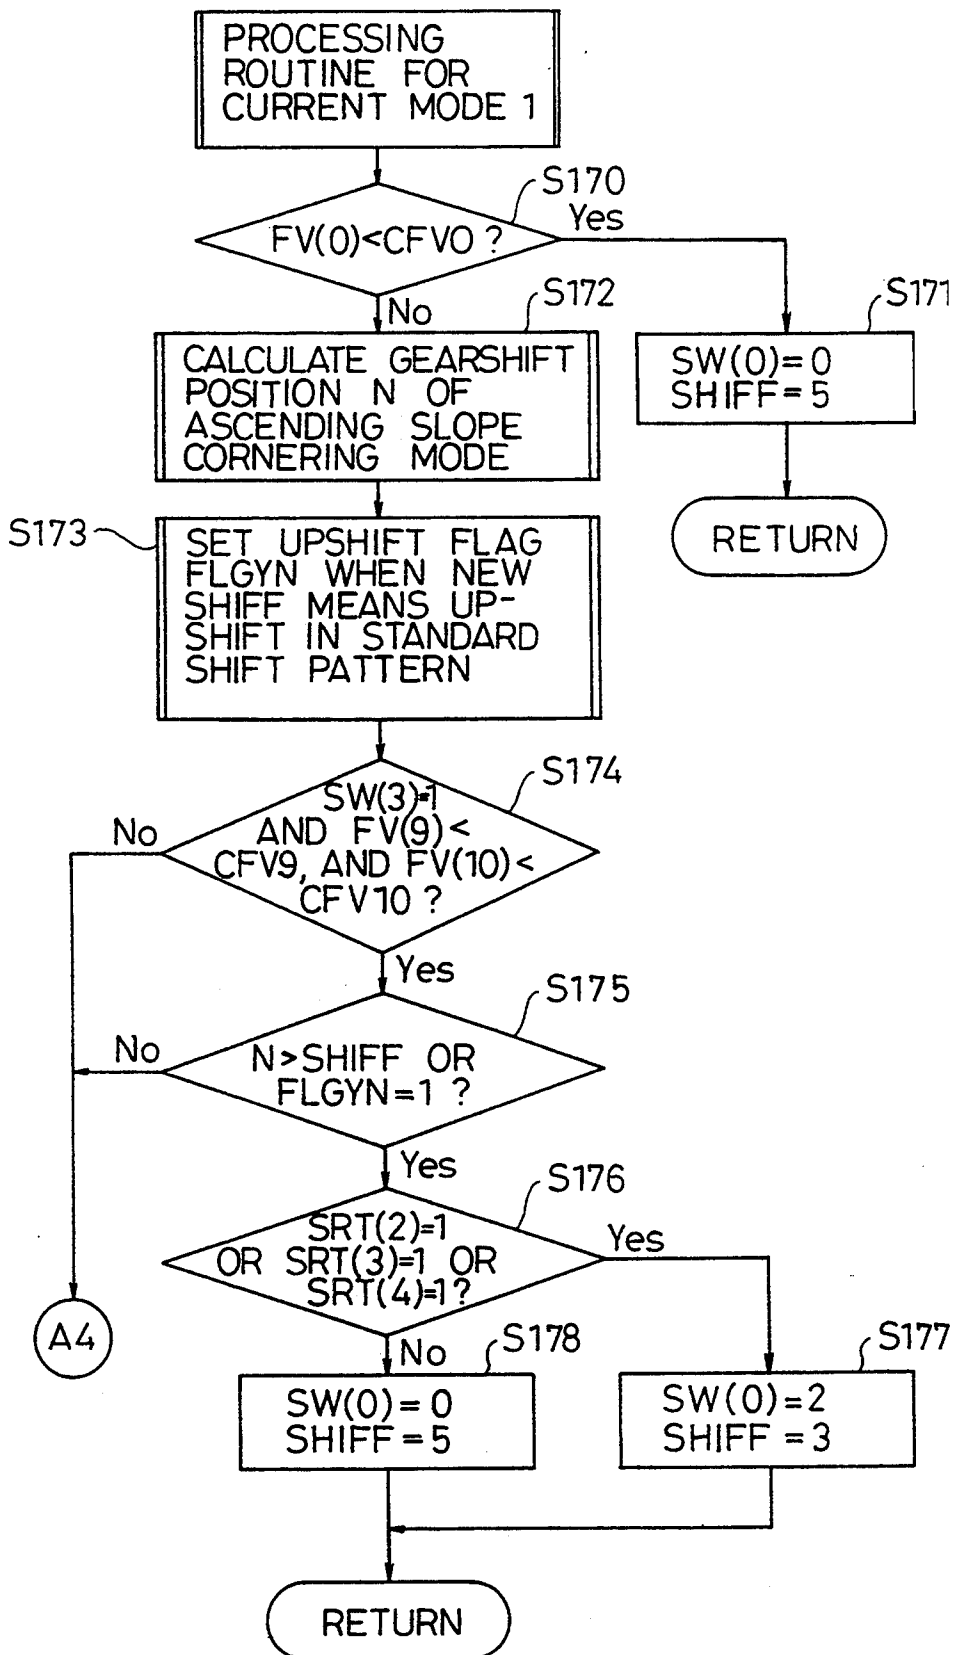 PROCESSING
ROUTINE FOR
CURRENT MODE 1
S170
FV(0)<CFV0 ?
Yes
No
S172
S171
CALCULATE GEARSHIFT
POSITION N OF
ASCENDING SLOPE
CORNERING MODE
SW(0)=0
SHIFF=5
RETURN
S173
SET UPSHIFT FLAG
FLGYN WHEN NEW
SHIFF MEANS UP-
SHIFT IN STANDARD
SHIFT PATTERN
S174
SW(3)=1
AND FV(9)<
CFV9, AND FV(10)<
CFV10 ?
No
Yes
S175
N>SHIFF OR
FLGYN=1 ?
No
Yes
S176
SRT(2)=1
OR SRT(3)=1 OR
SRT(4)=1?
Yes
No
A4
S178
S177
SW(0)=0
SHIFF=5
SW(0)=2
SHIFF=3
RETURN